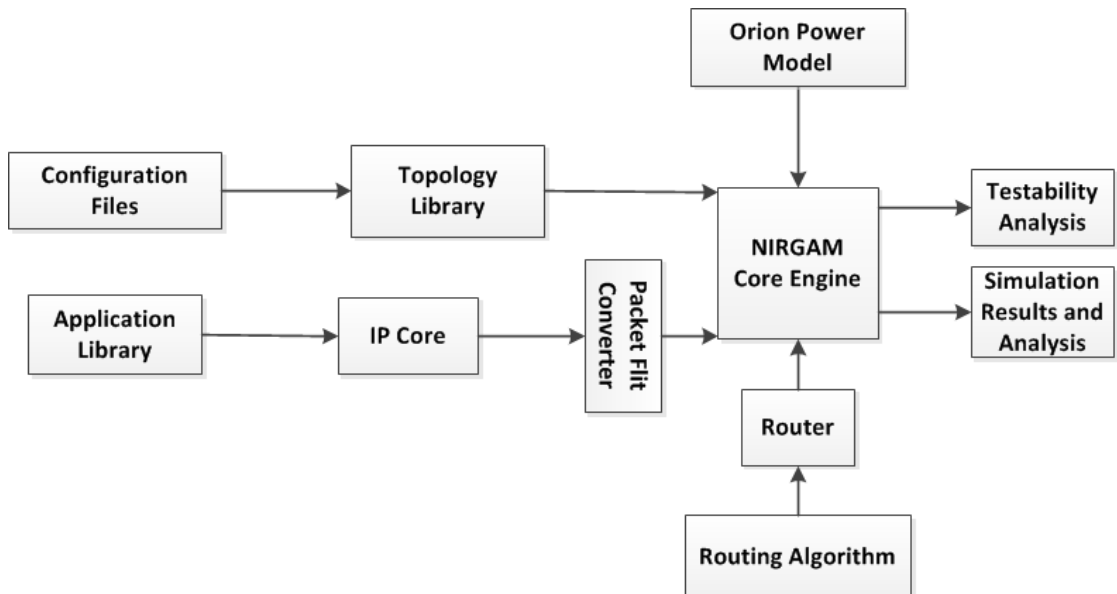 Orion Power
Model
Configuration
Files
Topology
Library
NIRGAM
Core Engine
Testability
Analysis
Application
Library
IP Core
Packet Flit
Converter
Simulation
Results and
Analysis
Router
Routing Algorithm